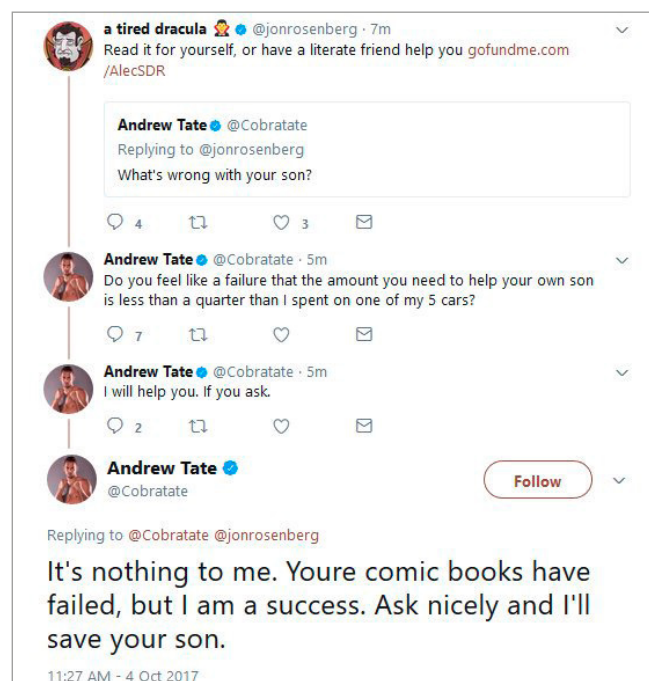 a tired dracula @jonrosenberg · 7m
Read it for yourself, or have a literate friend help you gofundme.com
/AlecSDR
Andrew Tate @Cobratate
Replying to @jonrosenberg
What's wrong with your son?
4 3
Andrew Tate @Cobratate · 5m
Do you feel like a failure that the amount you need to help your own son
is less than a quarter than I spent on one of my 5 cars?
7
Andrew Tate @Cobratate · 5m
I will help you. If you ask.
2
Andrew Tate
@Cobratate
Follow
Replying to @Cobratate @jonrosenberg
It's nothing to me. Youre comic books have
failed, but I am a success. Ask nicely and I'll
save your son.
11:27 AM - 4 Oct 2017